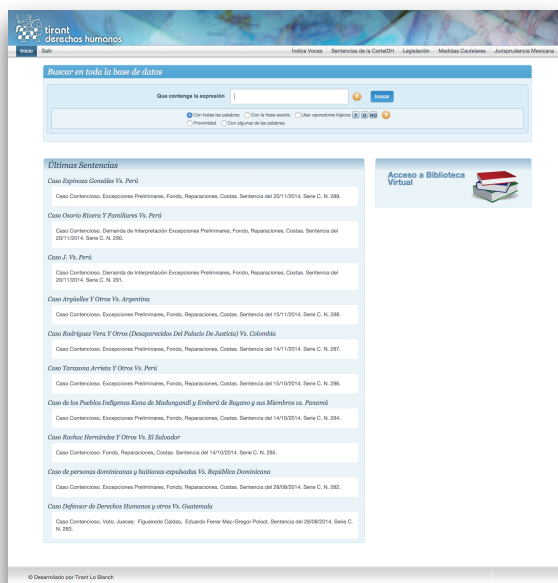 tirant
derechos humanos
Inicio Salir Índice Voces Sentencias de la CorteIDH Legislación Medidas Cautelares Jurisprudencia Mexicana
Buscar en toda la base de datos
Que contenga la expresión ? buscar
Con todas las palabras Con la frase exacta Usar operadores lógicos Y O NO ?
Proximidad Con algunas de las palabras
Últimas Sentencias
Acceso a Biblioteca
Virtual
Caso Espinoza Gonzáles Vs. Perú
Caso Contencioso. Excepciones Preliminares, Fondo, Reparaciones, Costas. Sentencia del 20/11/2014. Serie C. N. 289.
Caso Osorio Rivera Y Familiares Vs. Perú
Caso Contencioso. Demanda de Interpretación Excepciones Preliminares, Fondo, Reparaciones, Costas. Sentencia del
20/11/2014. Serie C. N. 290.
Caso J. Vs. Perú
Caso Contencioso. Demanda de Interpretación Excepciones Preliminares, Fondo, Reparaciones, Costas. Sentencia del
20/11/2014. Serie C. N. 291.
Caso Argüelles Y Otros Vs. Argentina
Caso Contencioso. Excepciones Preliminares, Fondo, Reparaciones, Costas. Sentencia del 15/11/2014. Serie C. N. 288.
Caso Rodríguez Vera Y Otros (Desaparecidos Del Palacio De Justicia) Vs. Colombia
Caso Contencioso. Excepciones Preliminares, Fondo, Reparaciones, Costas. Sentencia del 14/11/2014. Serie C. N. 287.
Caso Tarazona Arrieta Y Otros Vs. Perú
Caso Contencioso. Excepciones Preliminares, Fondo, Reparaciones, Costas. Sentencia del 15/10/2014. Serie C. N. 286.
Caso de los Pueblos Indígenas Kuna de Madungandí y Emberá de Bayano y sus Miembros vs. Panamá
Caso Contencioso. Excepciones Preliminares, Fondo, Reparaciones, Costas. Sentencia del 14/10/2014. Serie C. N. 284.
Caso Rochac Hernández Y Otros Vs. El Salvador
Caso Contencioso. Fondo, Reparaciones, Costas. Sentencia del 14/10/2014. Serie C. N. 285.
Caso de personas dominicanas y haitianas expulsadas Vs. República Dominicana
Caso Contencioso. Excepciones Preliminares, Fondo, Reparaciones, Costas. Sentencia del 28/08/2014. Serie C. N. 282.
Caso Defensor de Derechos Humanos y otros Vs. Guatemala
Caso Contencioso. Voto. Jueces: Figueiredo Caldas, Eduardo Ferrer Mac-Gregor Poisot. Sentencia del 28/08/2014. Serie C.
N. 283.
© Desarrollado por Tirant Lo Blanch